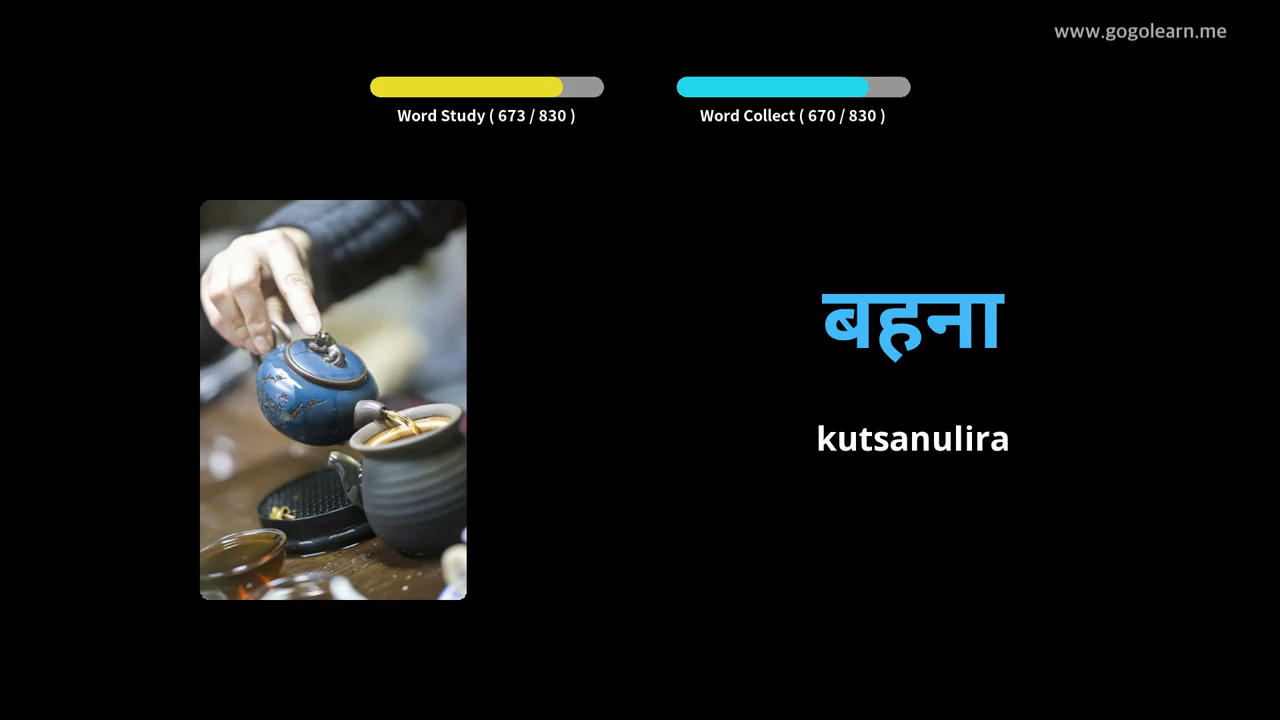 www.gogolearn.me
Word Study ( 673 / 830 )
Word Collect ( 670 / 830 )
बहना
kutsanulira